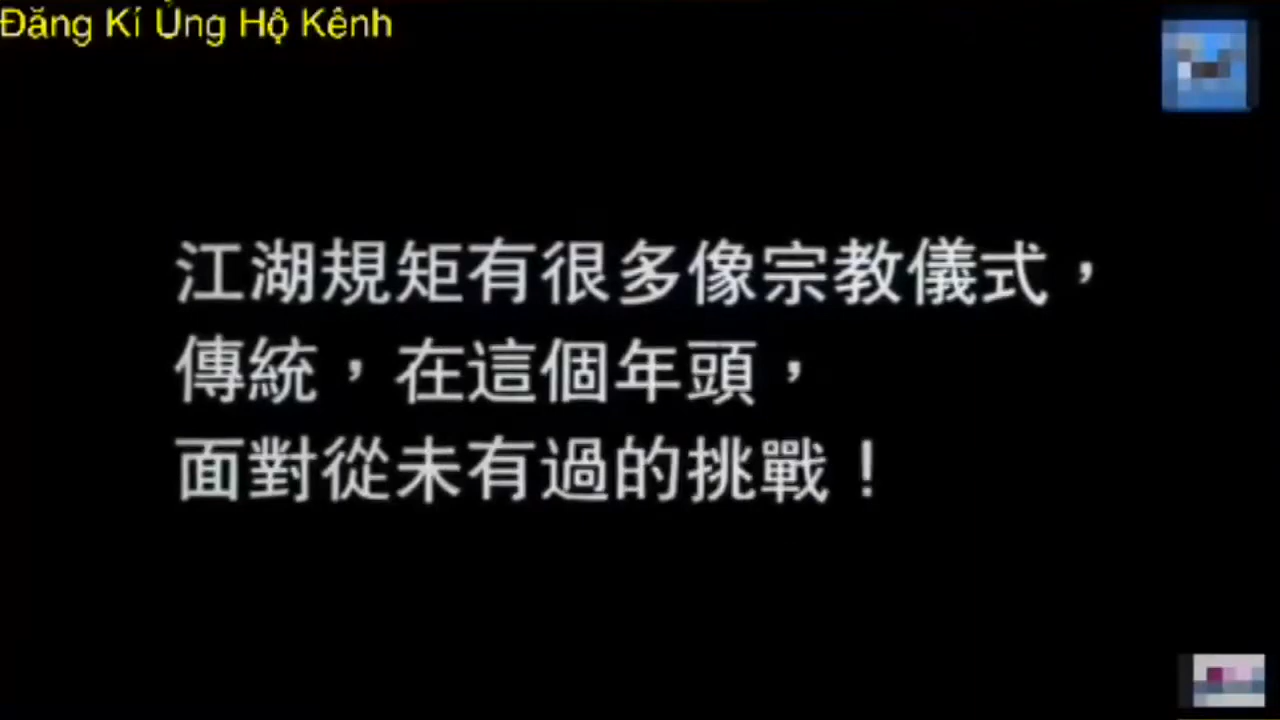 Đăng Kí Ủng Hộ Kênh
江湖規矩有很多像宗教儀式，
傳統，在這個年頭，
面對從未有過的挑戰！